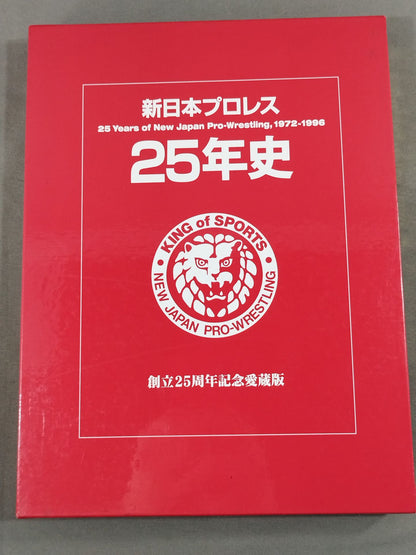 新日本プロレス
25 Years of New Japan Pro-Wrestling, 1972-1996
25年史
KING of SPORTS
NEW JAPAN PRO-WRESTLING
創立25周年記念愛蔵版